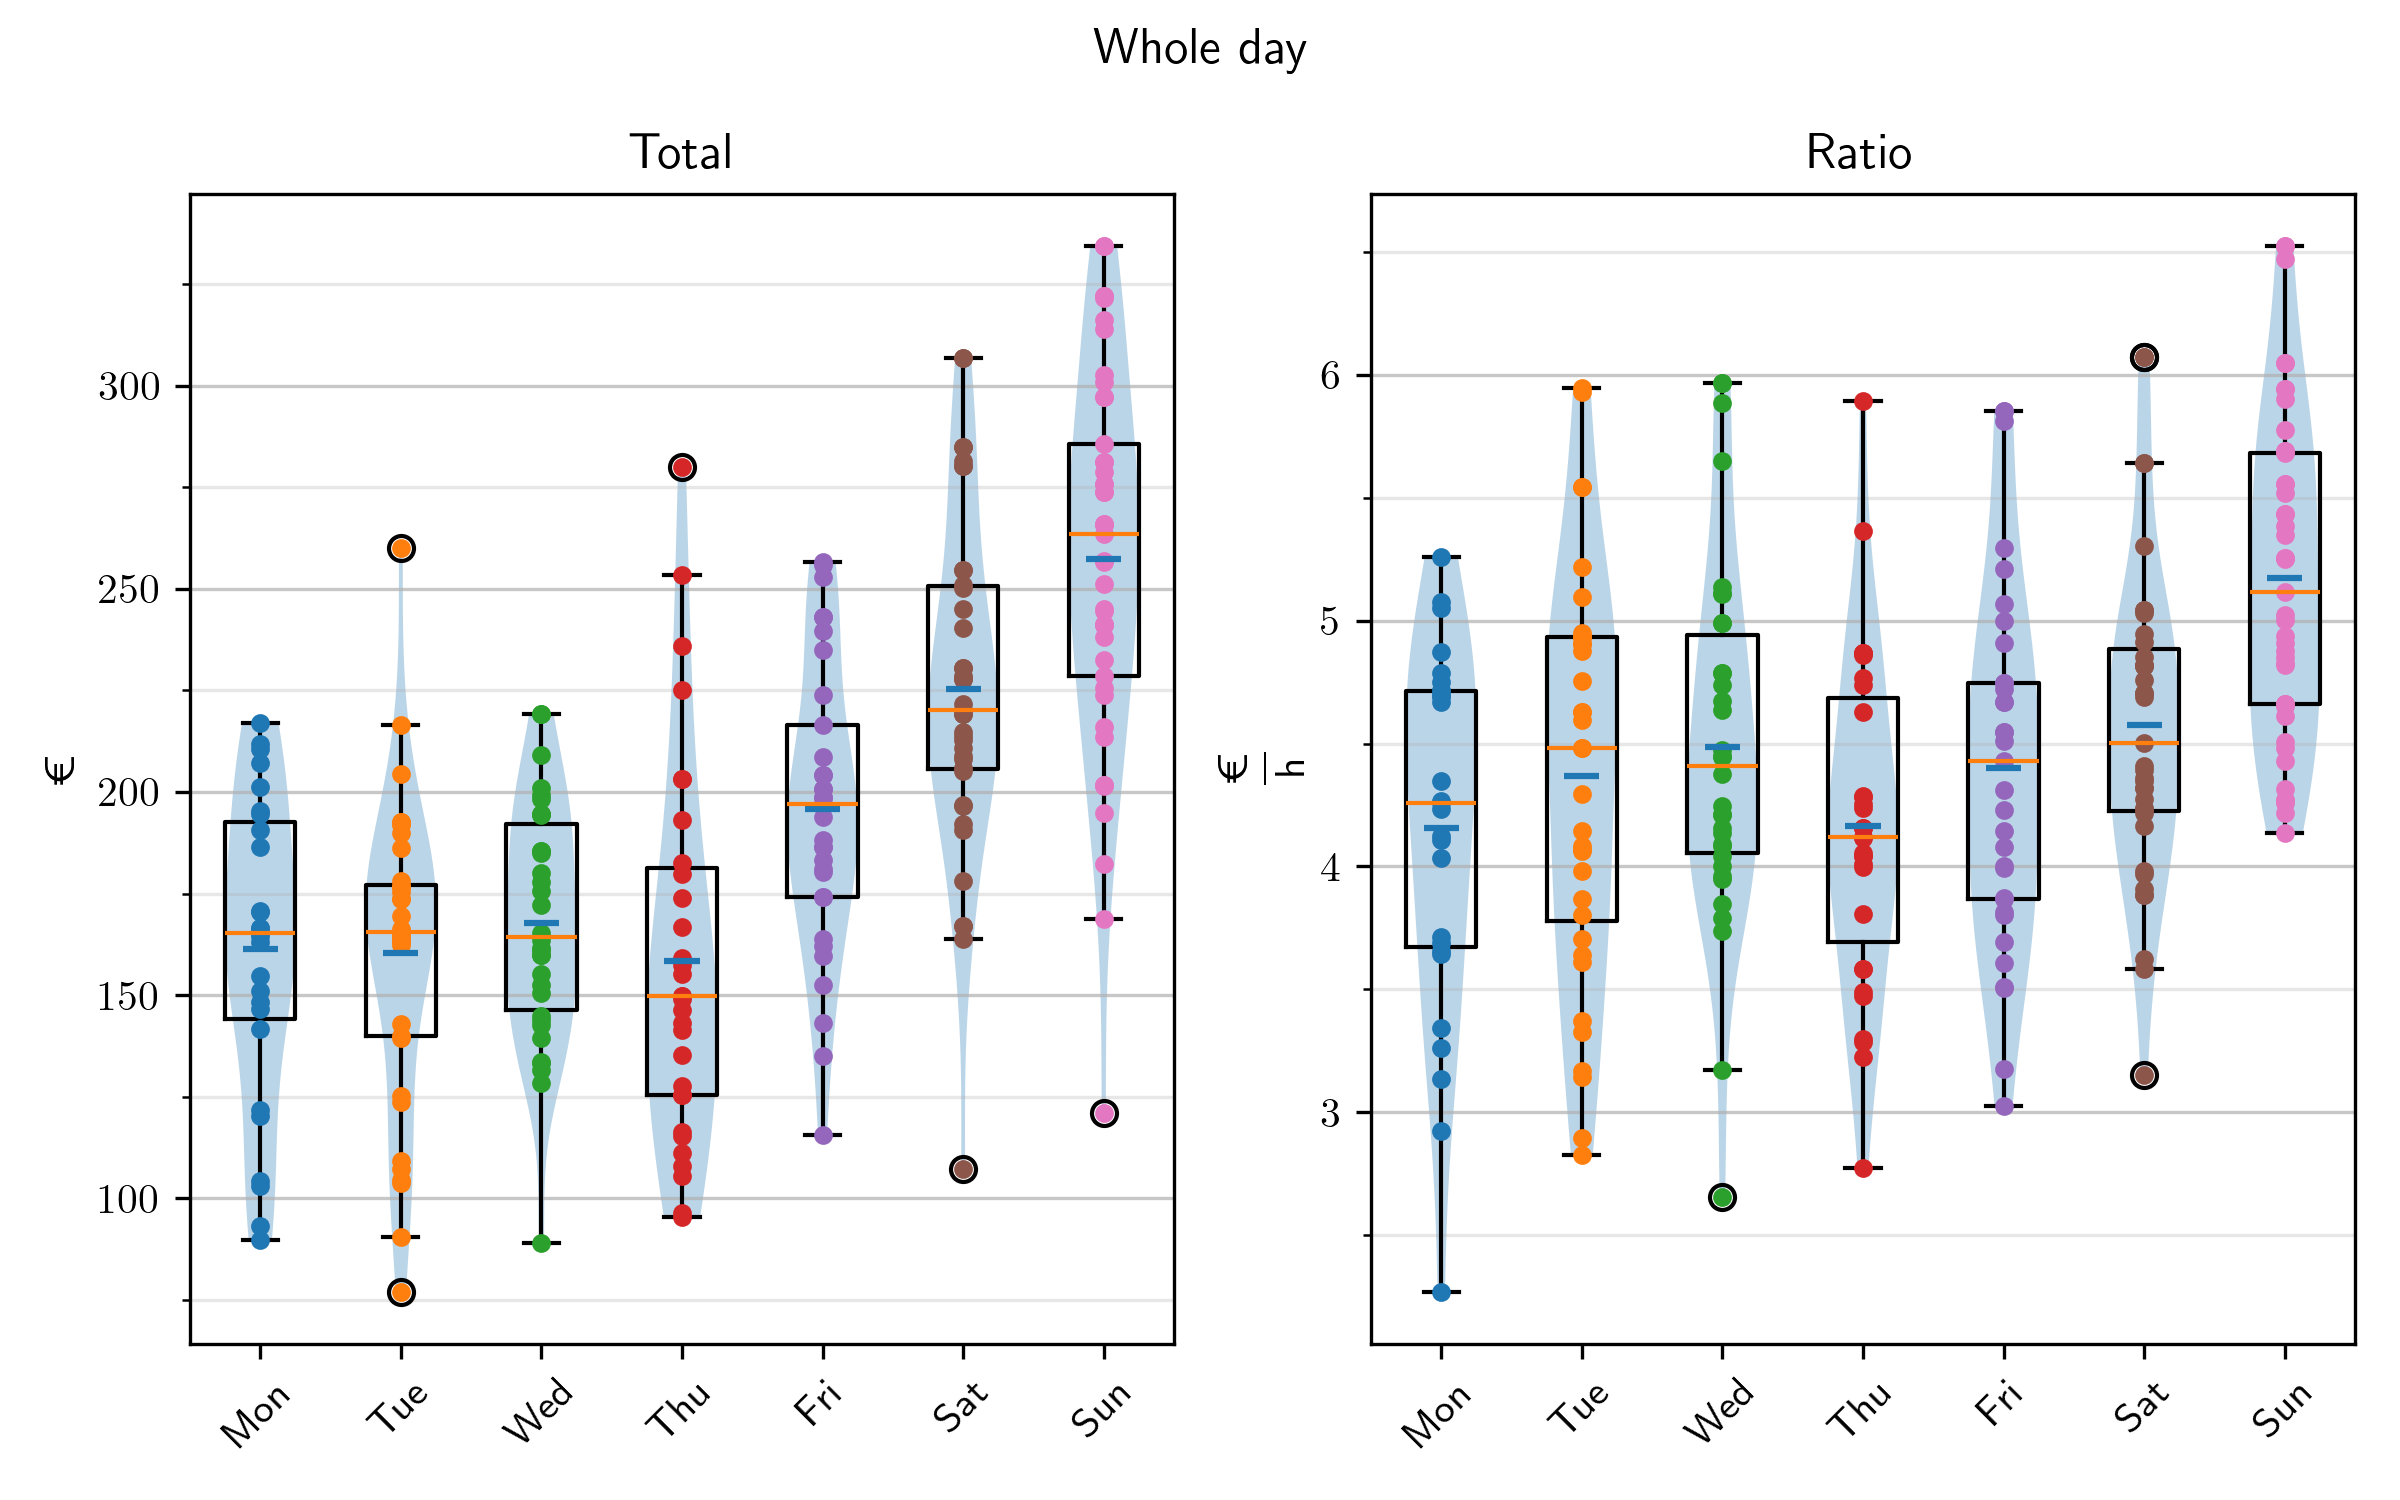 Whole day
Total
€
300
250
200
150
100
Mon Tue Wed Thu Fri Sat Sun
Ratio
€
h
6
5
4
3
Mon Tue Wed Thu Fri Sat Sun